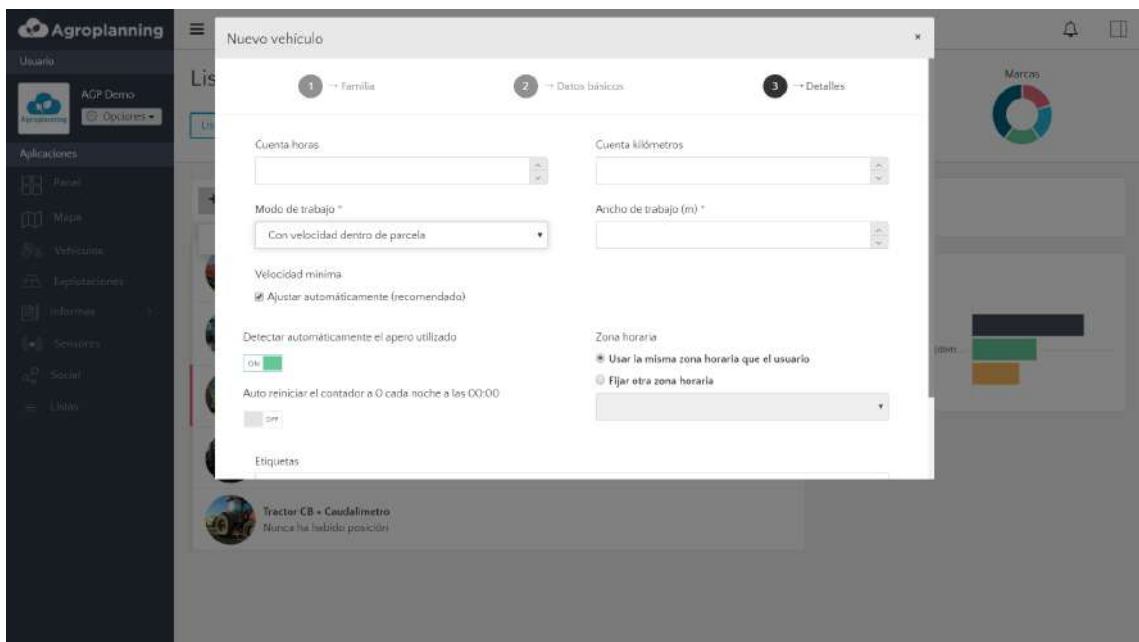 Agroplanning
Usuario
AGP Demo
Opciones
Agroplanning
Aplicaciones
Panel
Mapa
Vehículos
Explotaciones
Informes
Sensores
Social
Listas
Lis
Marcas
Nuevo vehículo
×
1 → Familia
2 → Datos básicos
3 → Detalles
Cuenta horas
Cuenta kilómetros
Modo de trabajo *
Ancho de trabajo (m) *
Con velocidad dentro de parcela
Velocidad minima
Ajustar automáticamente (recomendado)
Detectar automáticamente el apero utilizado
ON
Zona horaria
Usar la misma zona horaria que el usuario
Fijar otra zona horaria
Auto reiniciar el contador a 0 cada noche a las 00:00
OFF
Etiquetas
Tractor CB + Caudalimetro
Nunca ha habido posición